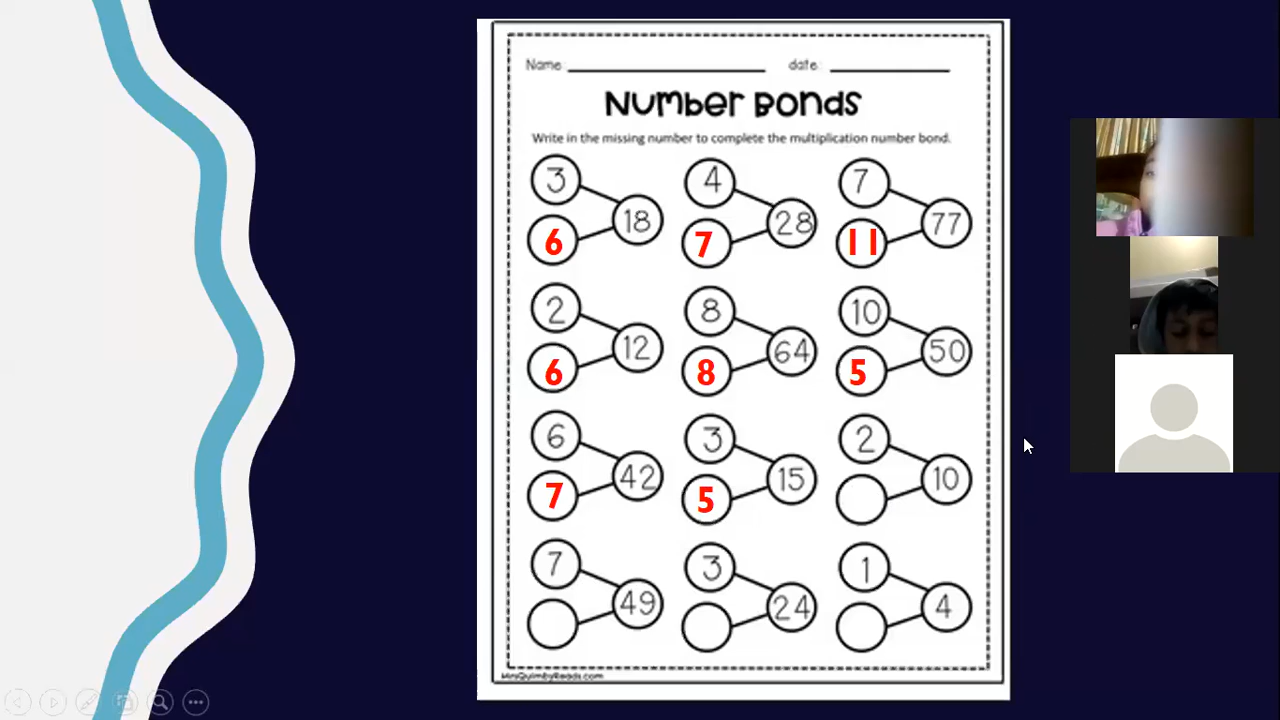 Name: date:
Number Bonds
Write in the missing number to complete the multiplication number bond.
3 4 7
18 28 77
6 7 11
2 8 10
12 64 50
6 8 5
6 3 2
42 15 10
7 5
7 3 1
49 24 4
MrsQuimbyReads.com